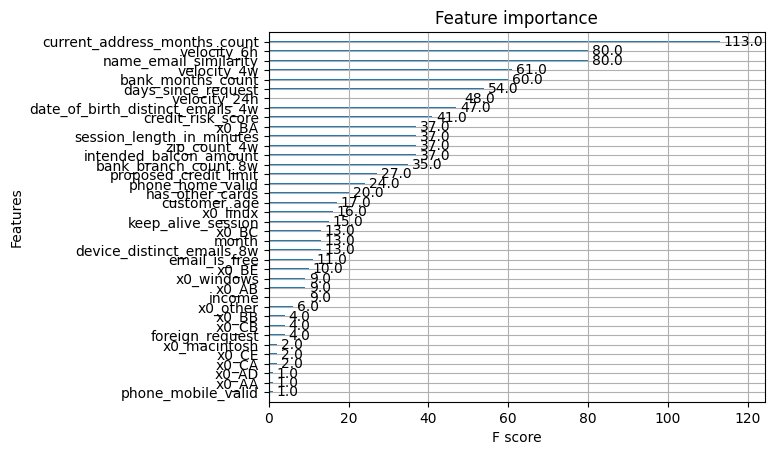 Feature importance
current_address_months_count 113.0
velocity_6h 80.0
name_email_similarity 80.0
velocity_4w 61.0
bank_months_count 60.0
days_since_request 54.0
velocity_24h 48.0
date_of_birth_distinct_emails_4w 47.0
credit_risk_score 41.0
x0_BA 37.0
session_length_in_minutes 37.0
zip_count_4w 37.0
intended_balcon_amount 37.0
bank_branch_count_8w 35.0
proposed_credit_limit 27.0
phone_home_valid 24.0
has_other_cards 20.0
customer_age 17.0
x0_linux 16.0
keep_alive_session 15.0
x0_BC 13.0
month 13.0
device_distinct_emails_8w 13.0
email_is_free 11.0
x0_BE 10.0
x0_windows 9.0
x0_AB 9.0
income 9.0
x0_other 6.0
x0_BB 4.0
x0_CB 4.0
foreign_request 4.0
x0_macintosh 2.0
x0_CE 2.0
x0_CA 2.0
x0_AD 1.0
x0_AA 1.0
phone_mobile_valid 1.0
Features
0 20 40 60 80 100 120
F score